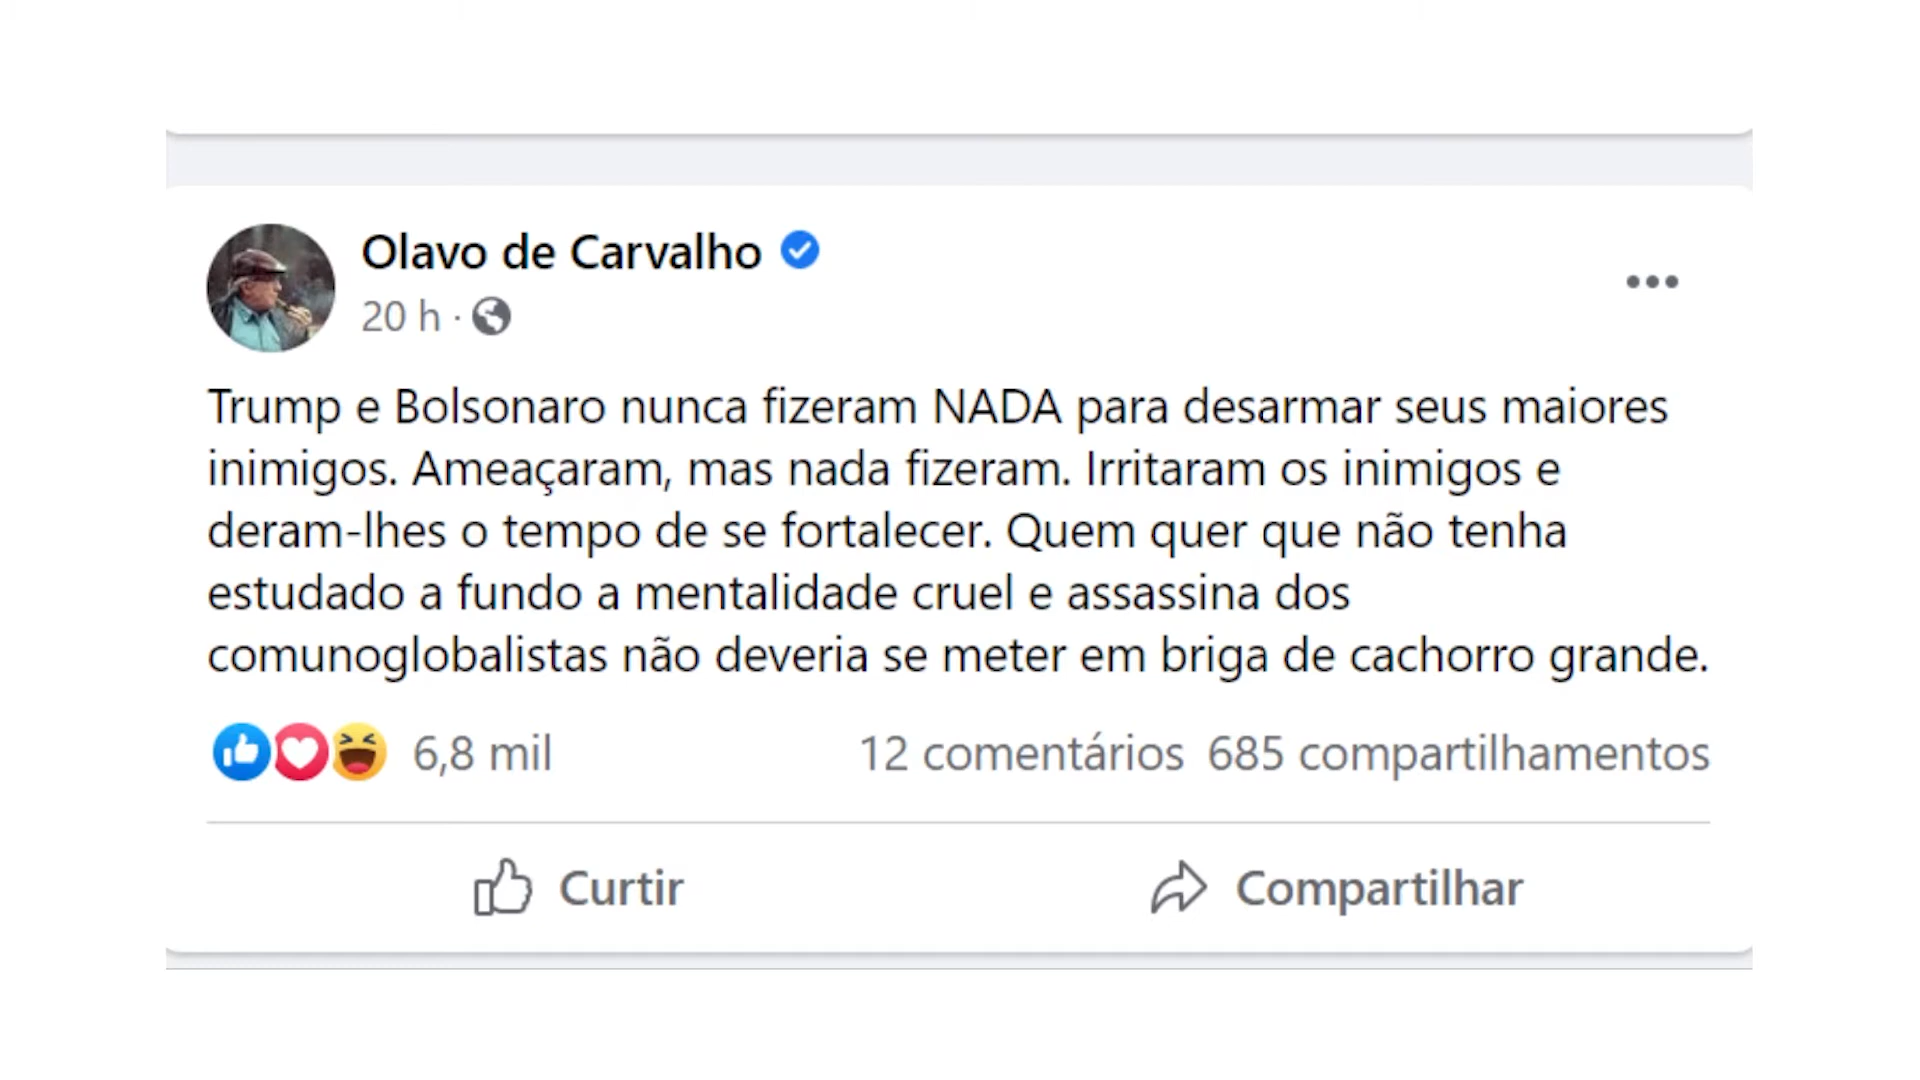 Olavo de Carvalho
20 h ·
Trump e Bolsonaro nunca fizeram NADA para desarmar seus maiores
inimigos. Ameaçaram, mas nada fizeram. Irritaram os inimigos e
deram-lhes o tempo de se fortalecer. Quem quer que não tenha
estudado a fundo a mentalidade cruel e assassina dos
comunoglobalistas não deveria se meter em briga de cachorro grande.
6,8 mil 12 comentários 685 compartilhamentos
Curtir Compartilhar